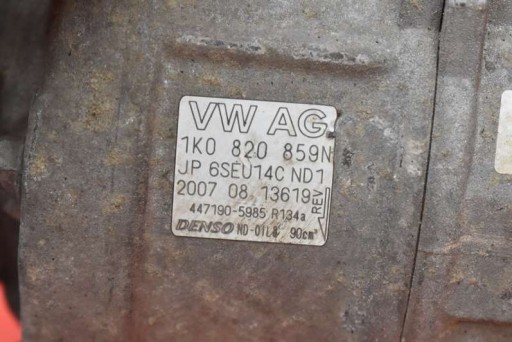 VW AG
1K0 820 859N
JP 6SEU14C ND1
2007 08 13619
REV
447190-5985 R134a
DENSO ND-OIL8 90cm³